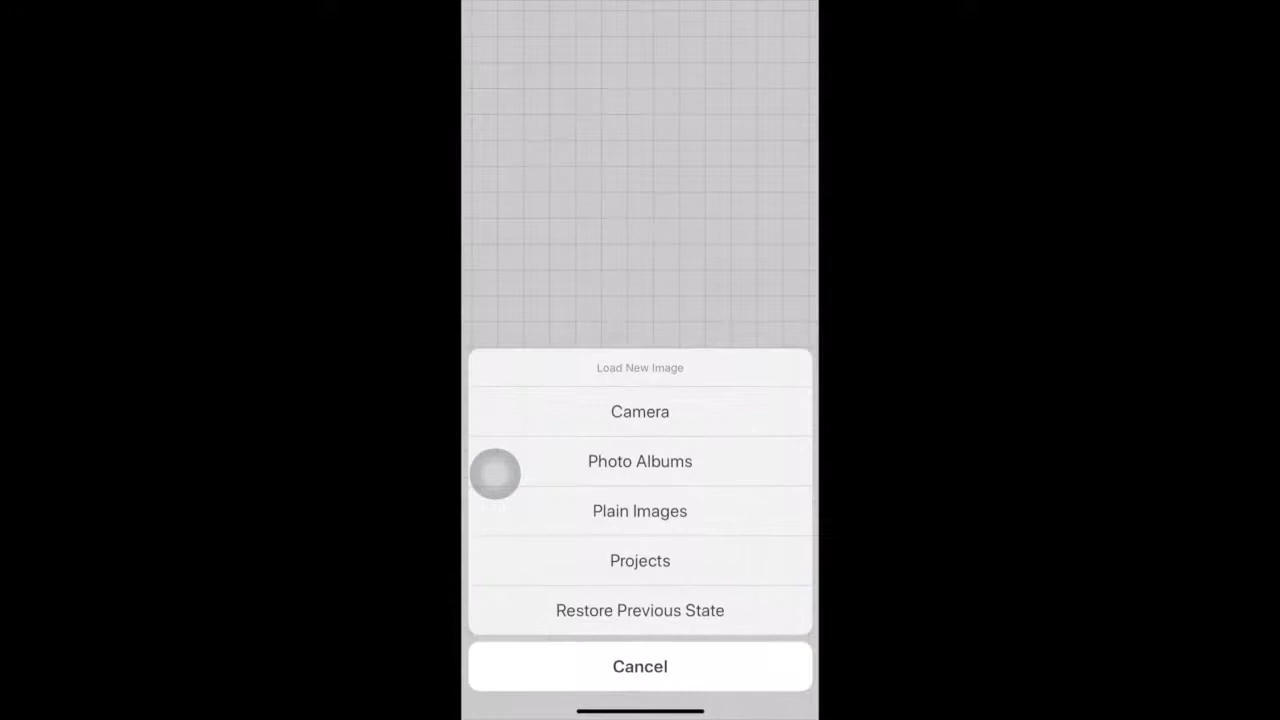 Load New Image
Camera
Photo Albums
Plain Images
Projects
Restore Previous State
Cancel